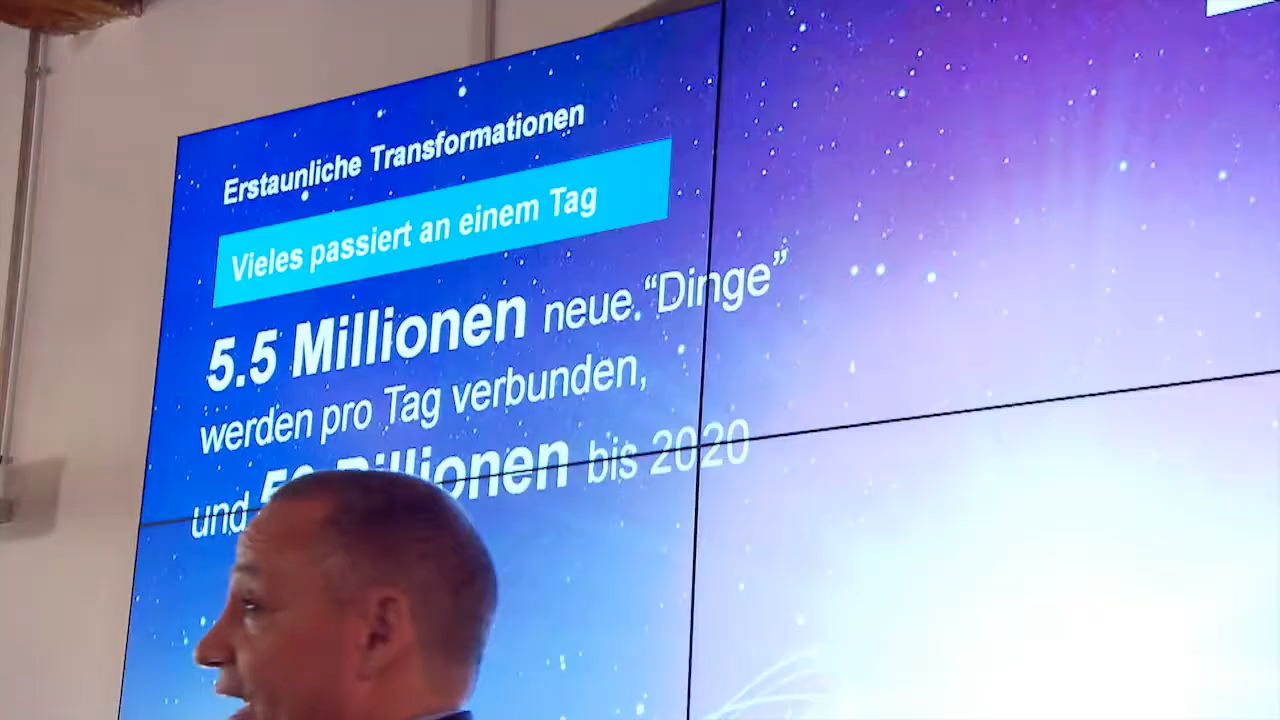 Erstaunliche Transformationen
Vieles passiert an einem Tag
5.5 Millionen neue “Dinge”
werden pro Tag verbunden,
und Billionen bis 2020